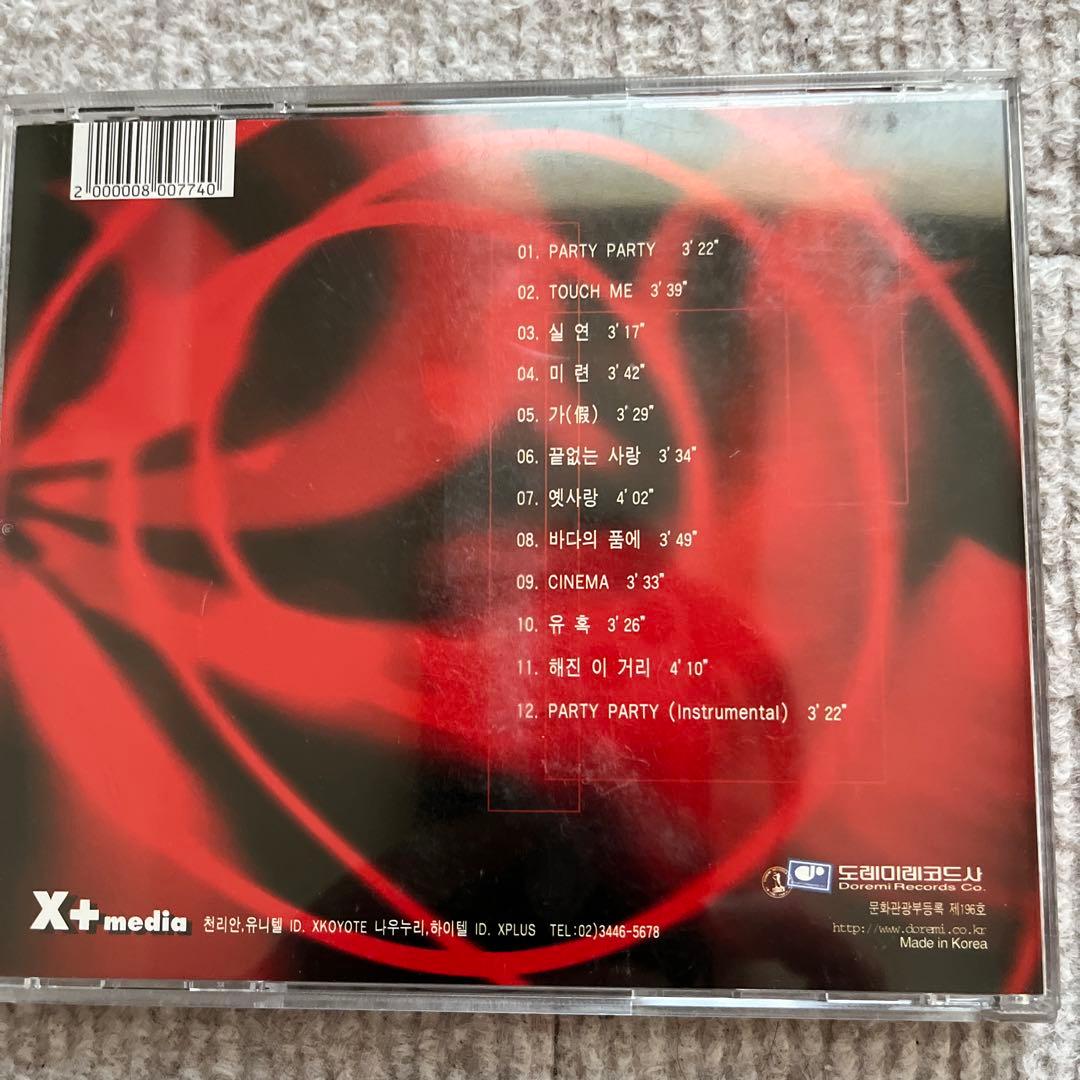 2 000008 007740
01. PARTY PARTY 3' 22"
02. TOUCH ME 3' 39"
03. 실 연 3' 17"
04. 미 련 3' 42"
05. 가(假) 3' 29"
06. 끝없는 사랑 3' 34"
07. 옛사랑 4' 02"
08. 바다의 품에 3' 49"
09. CINEMA 3' 33"
10. 유 혹 3' 26"
11. 해진 이 거리 4' 10"
12. PARTY PARTY (Instrumental) 3' 22"
도레미레코드사
Doremi Records Co.
문화관광부등록 제196호
http://www.doremi.co.kr
Made in Korea
X+media 천리안,유니텔 ID. XKOYOTE 나우누리,하이텔 ID. XPLUS TEL:02)3446-5678